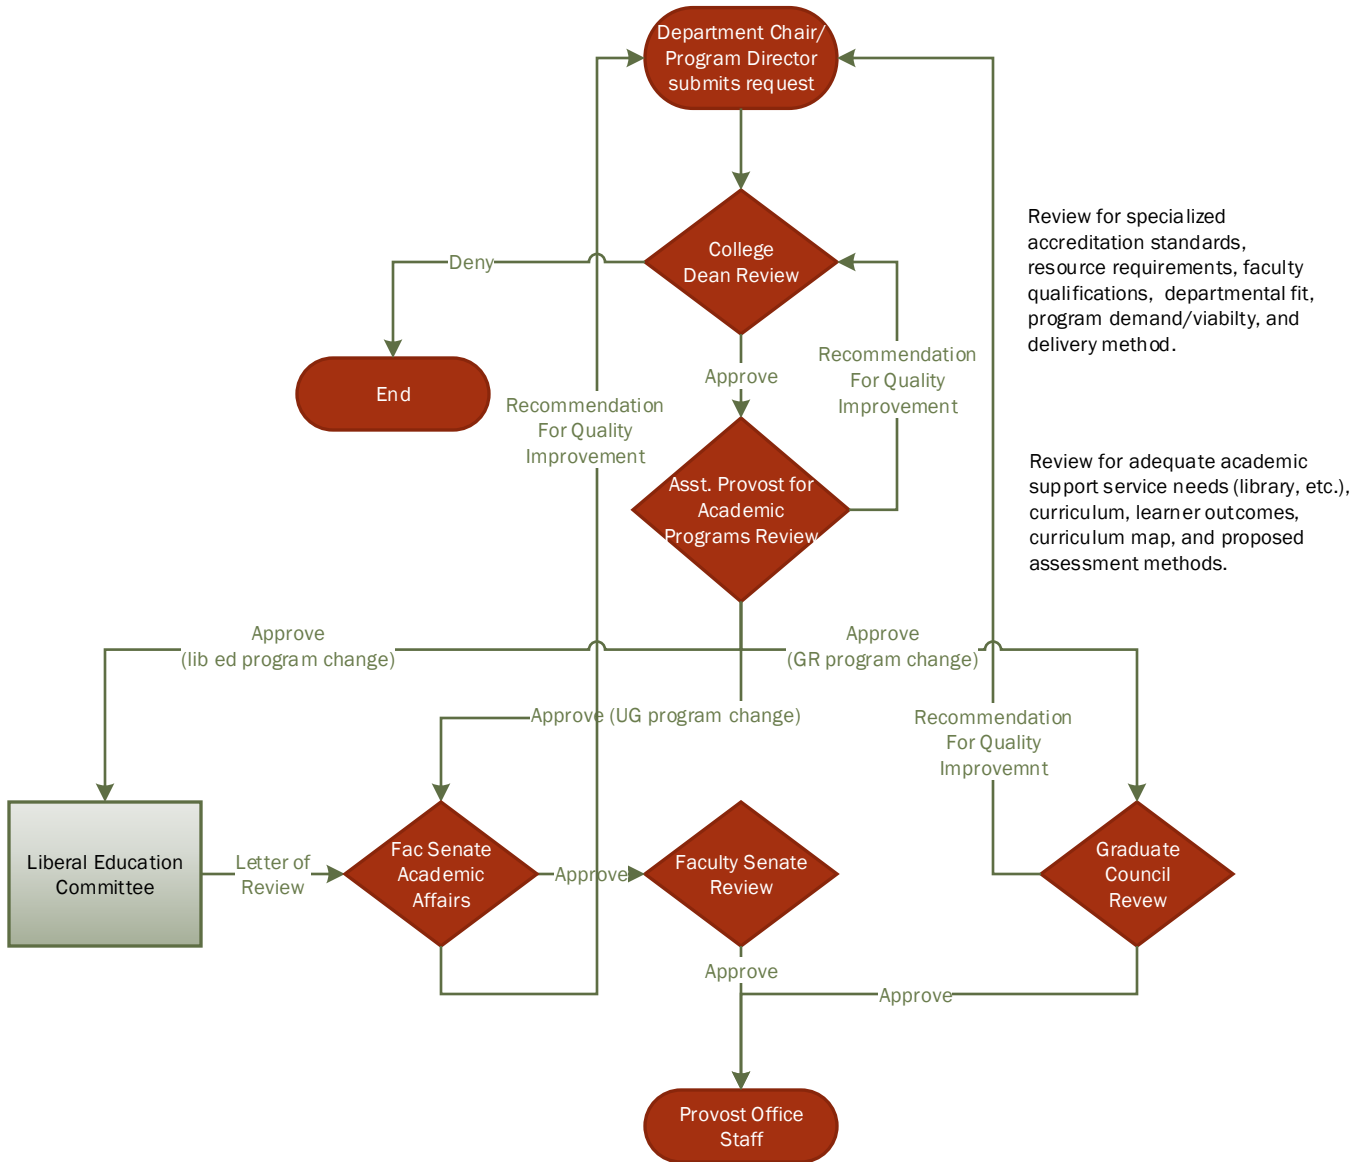 Department Chair/
Program Director
submits request
College
Dean Review
Review for specialized
accreditation standards,
resource requirements, faculty
qualifications, departmental fit,
program demand/viabilty, and
delivery method.
Deny
End
Approve
Recommendation
For Quality
Improvement
Recommendation
For Quality
Improvement
Asst. Provost for
Academic
Programs Review
Review for adequate academic
support service needs (library, etc.),
curriculum, learner outcomes,
curriculum map, and proposed
assessment methods.
Approve
(lib ed program change)
Approve
(GR program change)
Approve (UG program change)
Recommendation
For Quality
Improvemnt
Liberal Education
Committee
Letter of
Review
Fac Senate
Academic
Affairs
Approve
Faculty Senate
Review
Graduate
Council
Revew
Approve
Approve
Provost Office
Staff